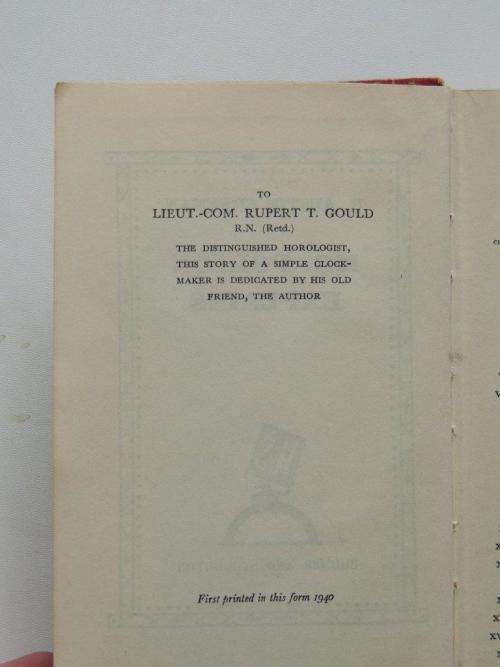 TO
LIEUT.-COM. RUPERT T. GOULD
R.N. (Retd.)
THE DISTINGUISHED HOROLOGIST,
THIS STORY OF A SIMPLE CLOCK-
MAKER IS DEDICATED BY HIS OLD
FRIEND, THE AUTHOR
First printed in this form 1940